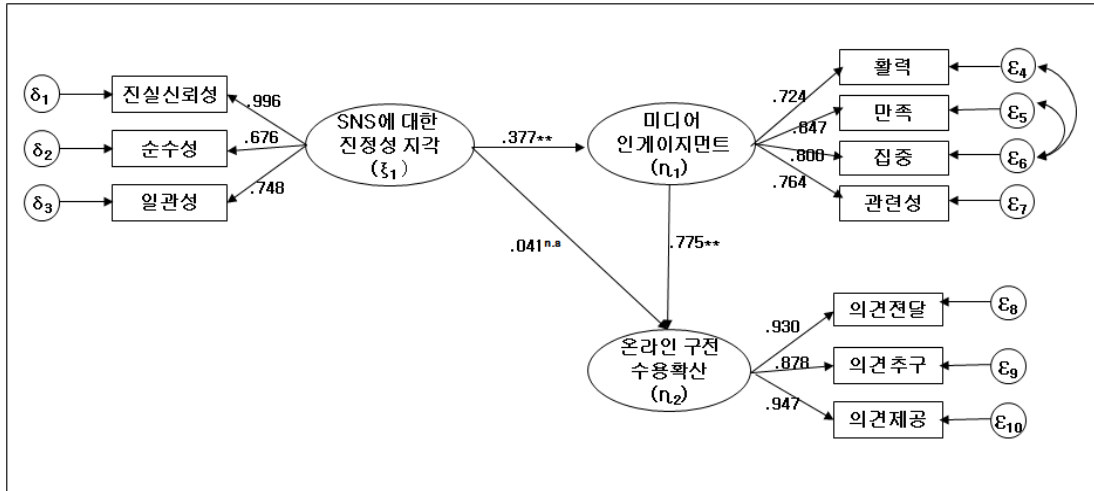 δ1
진실신뢰성
.996
δ2
순수성
.676
δ3
일관성
.748
SNS에 대한
진정성 지각
(ξ1)
.377**
.041n.s
미디어
인게이지먼트
(η1)
.724
활력
ε4
.847
만족
ε5
.800
집중
ε6
.764
관련성
ε7
.775**
온라인 구전
수용확산
(η2)
.930
의견전달
ε8
.878
의견추구
ε9
.947
의견제공
ε10